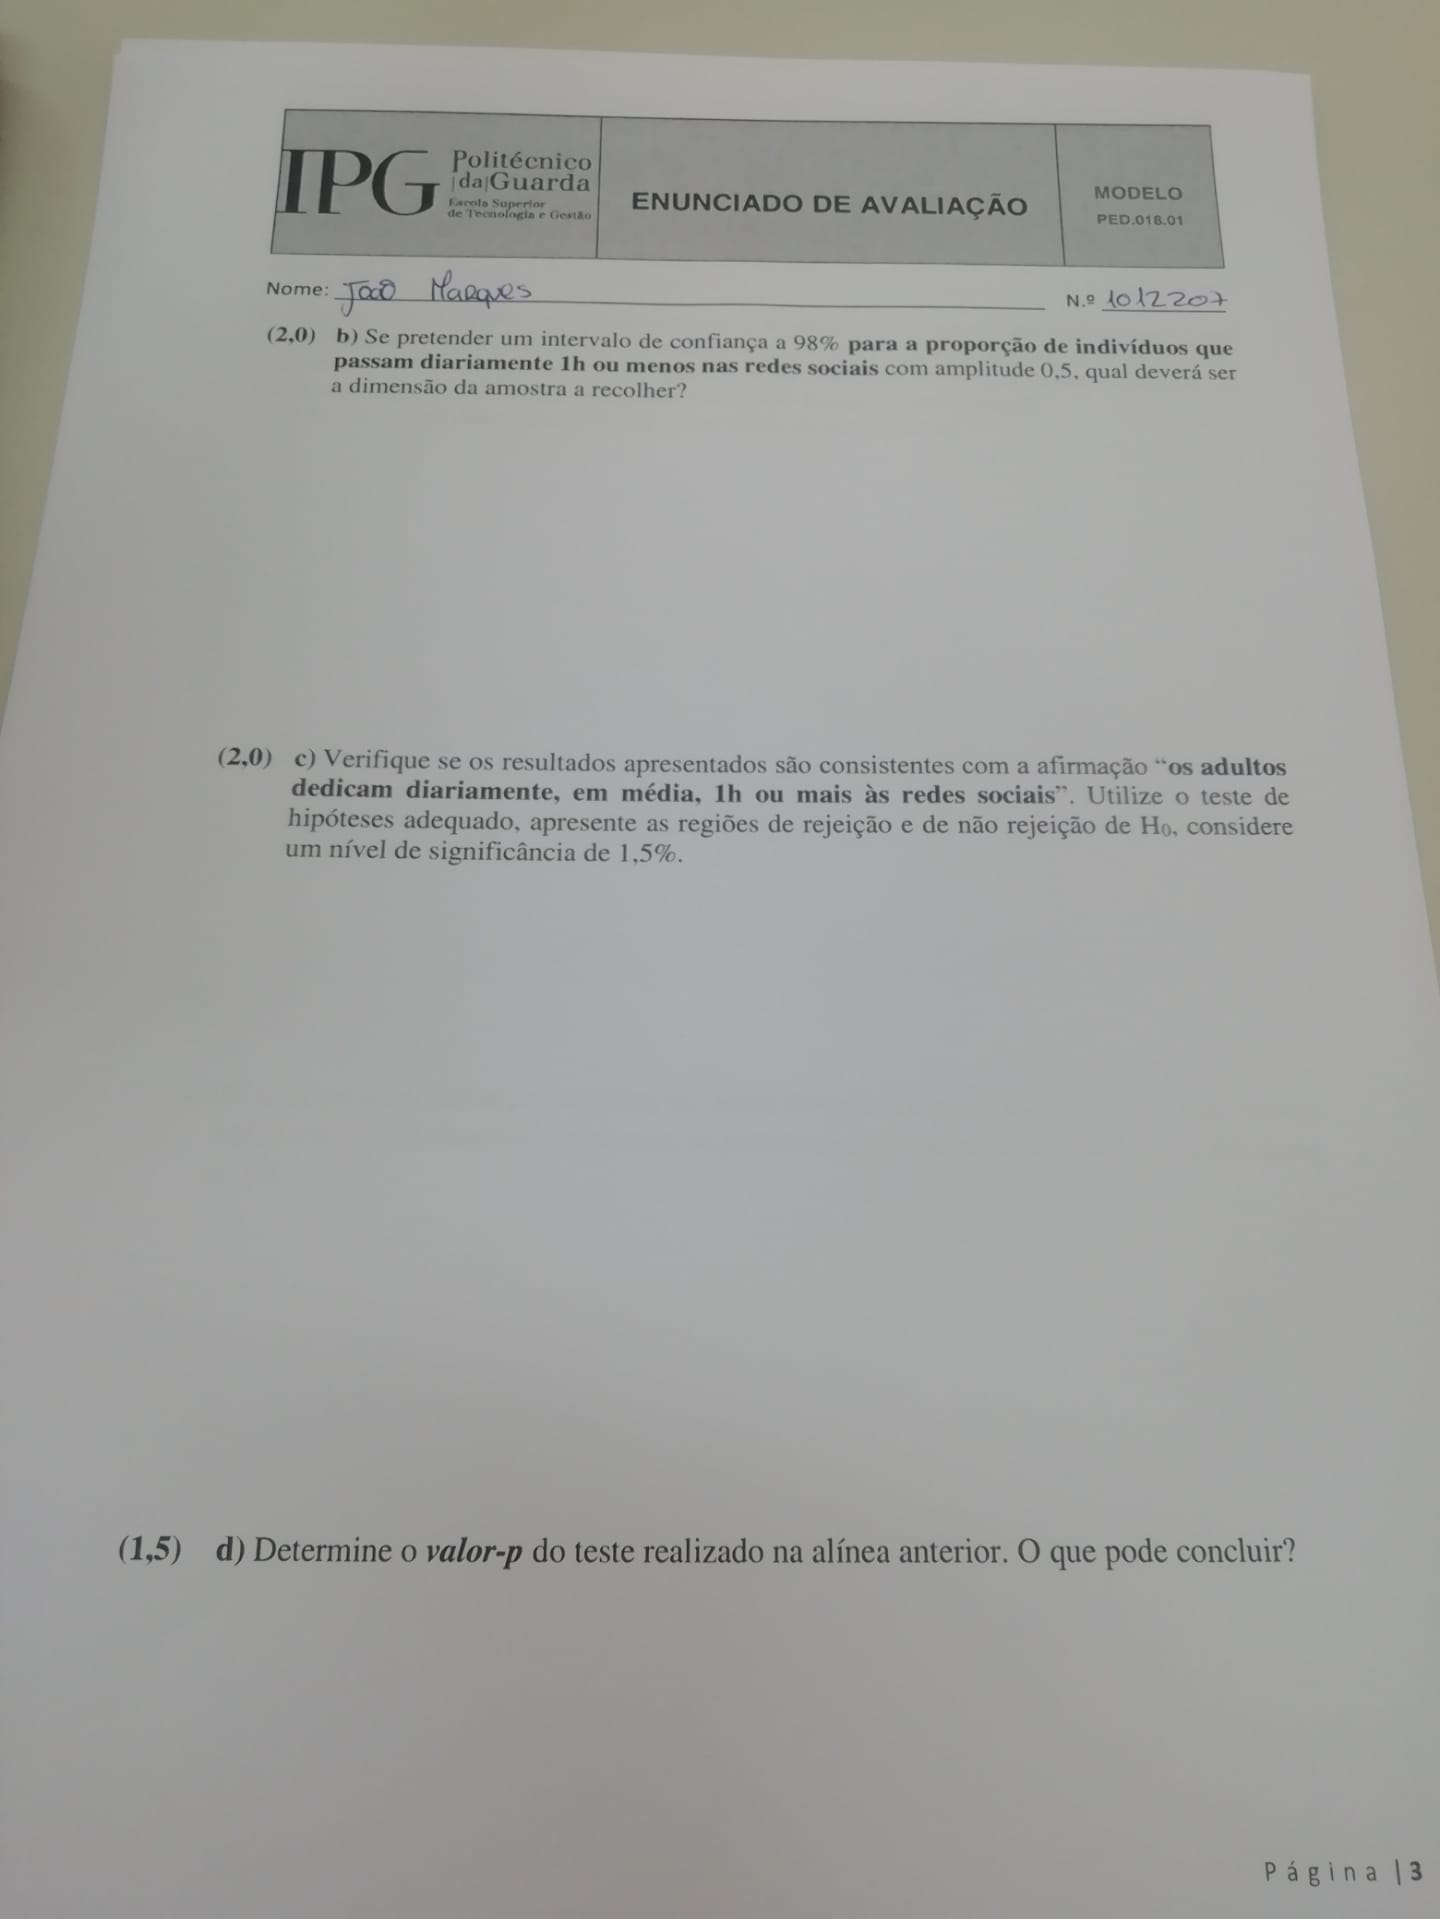 IPG Politécnico
|da|Guarda
Escola Superior
de Tecnologia e Gestão
ENUNCIADO DE AVALIAÇÃO
MODELO
PED.018.01
Nome: João Marques N.º 1012207
(2,0) b) Se pretender um intervalo de confiança a 98% para a proporção de indivíduos que
passam diariamente 1h ou menos nas redes sociais com amplitude 0,5, qual deverá ser
a dimensão da amostra a recolher?
(2,0) c) Verifique se os resultados apresentados são consistentes com a afirmação “os adultos
dedicam diariamente, em média, 1h ou mais às redes sociais”. Utilize o teste de
hipóteses adequado, apresente as regiões de rejeição e de não rejeição de H0, considere
um nível de significância de 1,5%.
(1,5) d) Determine o valor-p do teste realizado na alínea anterior. O que pode concluir?
Página |3